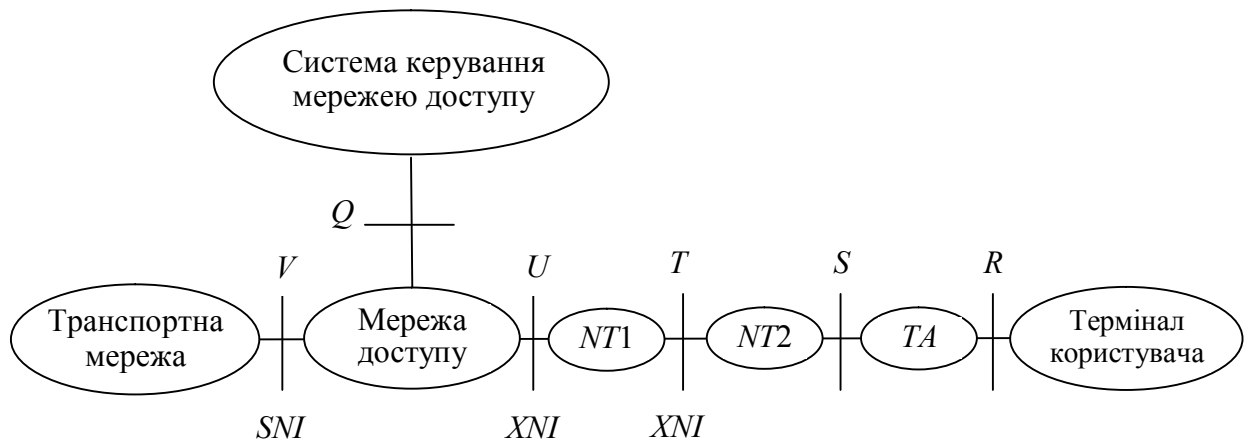 Система керування
мережею доступу
Q
V
U
T
S
R
Транспортна
мережа
Мережа
доступу
NT1
NT2
TA
Термінал
користувача
SNI
XNI
XNI